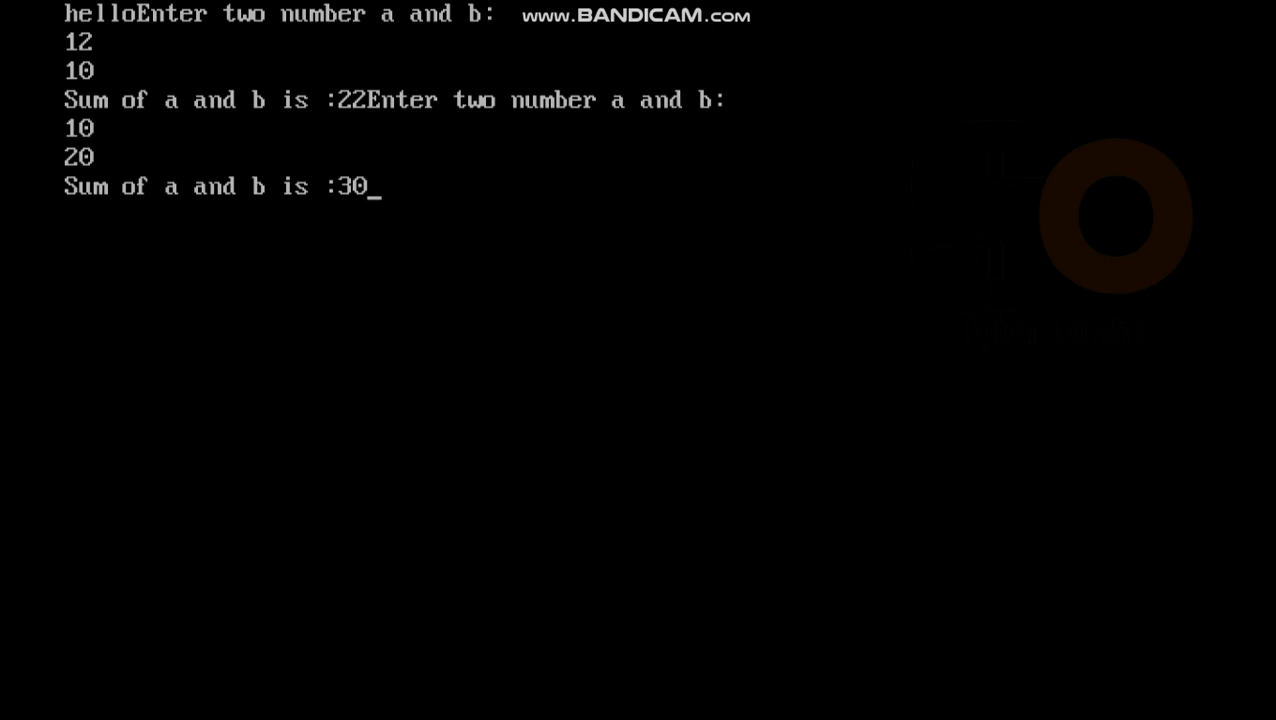 helloEnter two number a and b: www.BANDICAM.com
12
10
Sum of a and b is :22Enter two number a and b:
10
20
Sum of a and b is :30_